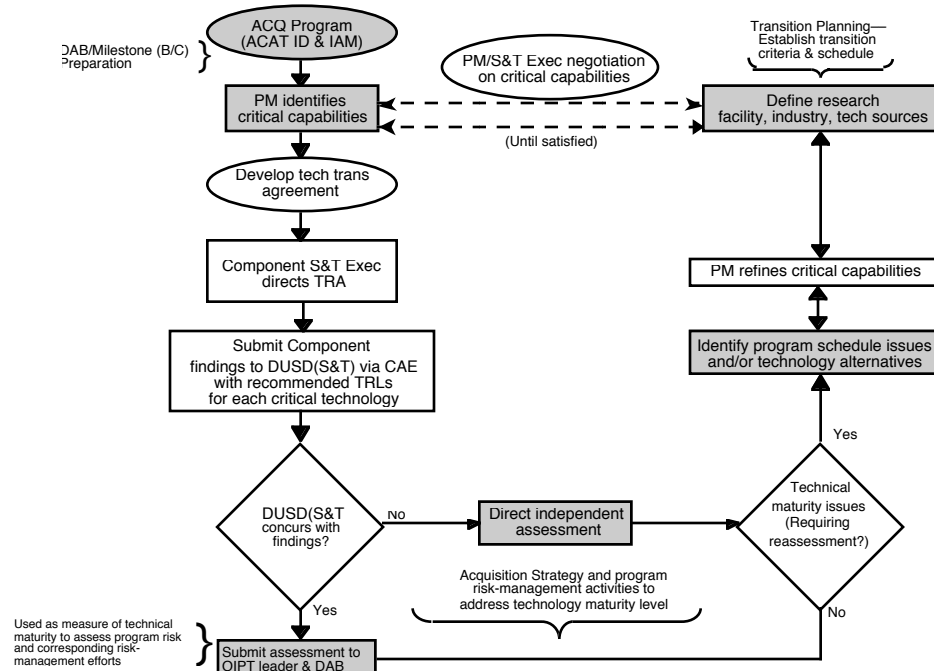 ACQ Program
(ACAT ID & IAM)
DAB/Milestone (B/C)
Preparation
PM/S&T Exec negotiation
on critical capabilities
Transition Planning—
Establish transition
criteria & schedule
PM identifies
critical capabilities
Define research
facility, industry, tech sources
(Until satisfied)
Develop tech trans
agreement
Component S&T Exec
directs TRA
PM refines critical capabilities
Submit Component
findings to DUSD(S&T) via CAE
with recommended TRLs
for each critical technology
Identify program schedule issues
and/or technology alternatives
Yes
DUSD(S&T
concurs with
findings?
No
Direct independent
assessment
Technical
maturity issues
(Requiring
reassessment?)
Acquisition Strategy and program
risk-management activities to
address technology maturity level
Yes
No
Used as measure of technical
maturity to assess program risk
and corresponding risk-
management efforts
Submit assessment to
OIPT leader & DAB